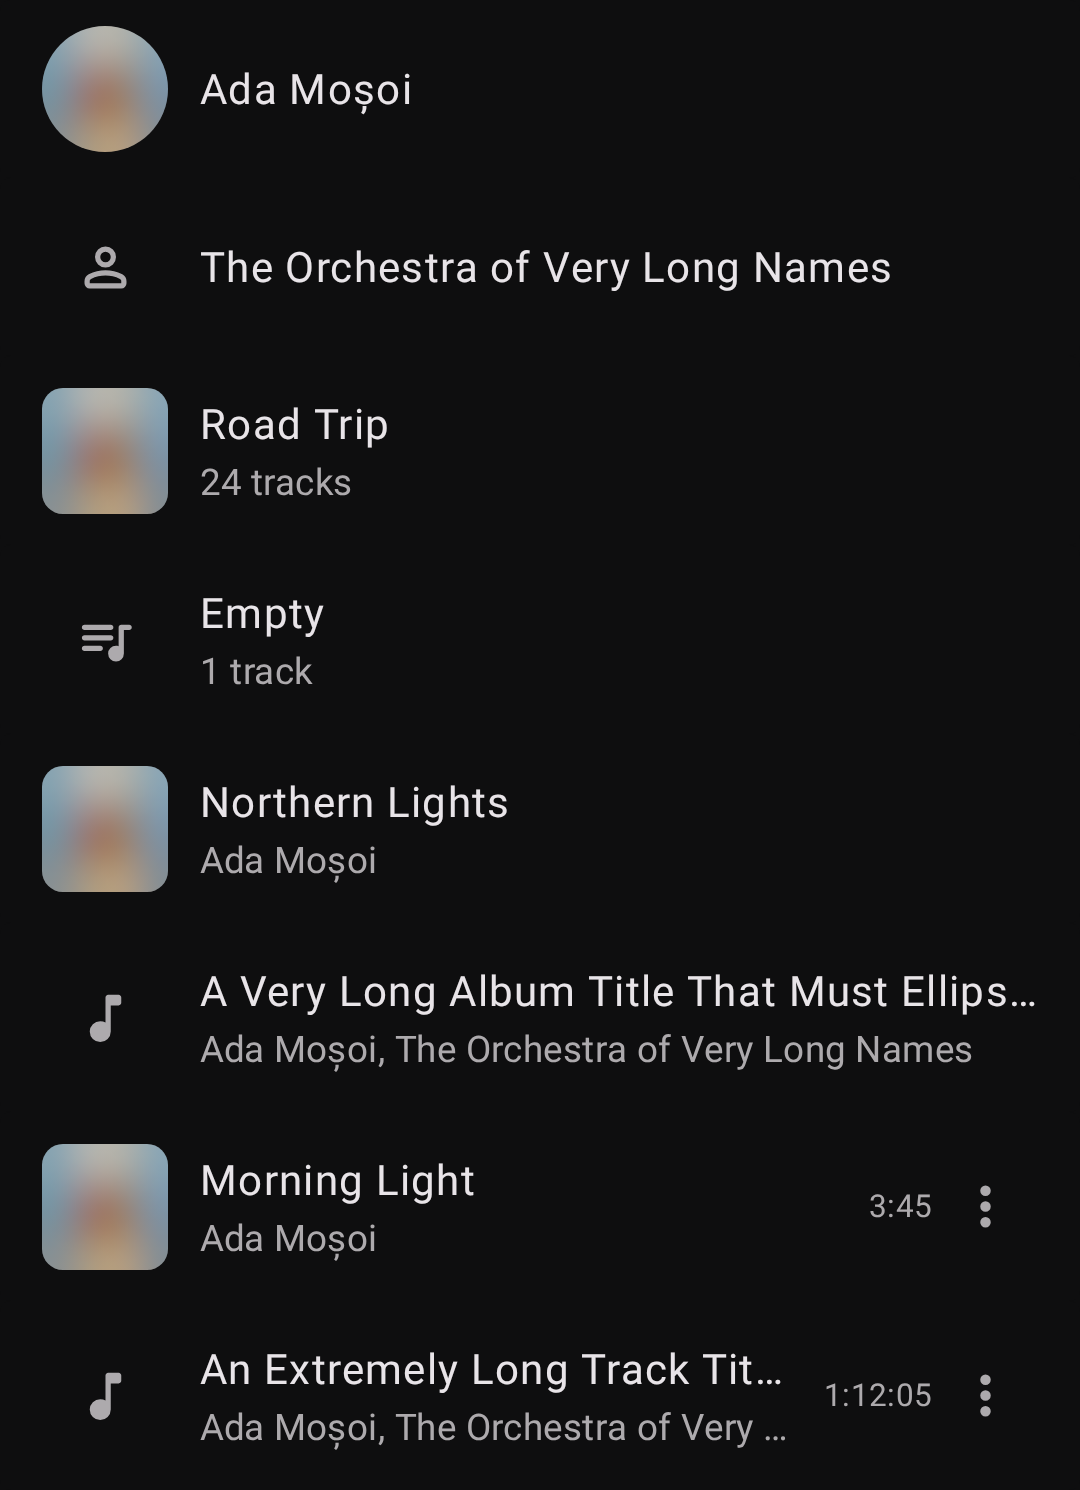 Ada Moșoi
The Orchestra of Very Long Names
Road Trip
24 tracks
Empty
1 track
Northern Lights
Ada Moșoi
A Very Long Album Title That Must Ellips…
Ada Moșoi, The Orchestra of Very Long Names
Morning Light
Ada Moșoi
3:45
An Extremely Long Track Tit…
Ada Moșoi, The Orchestra of Very …
1:12:05